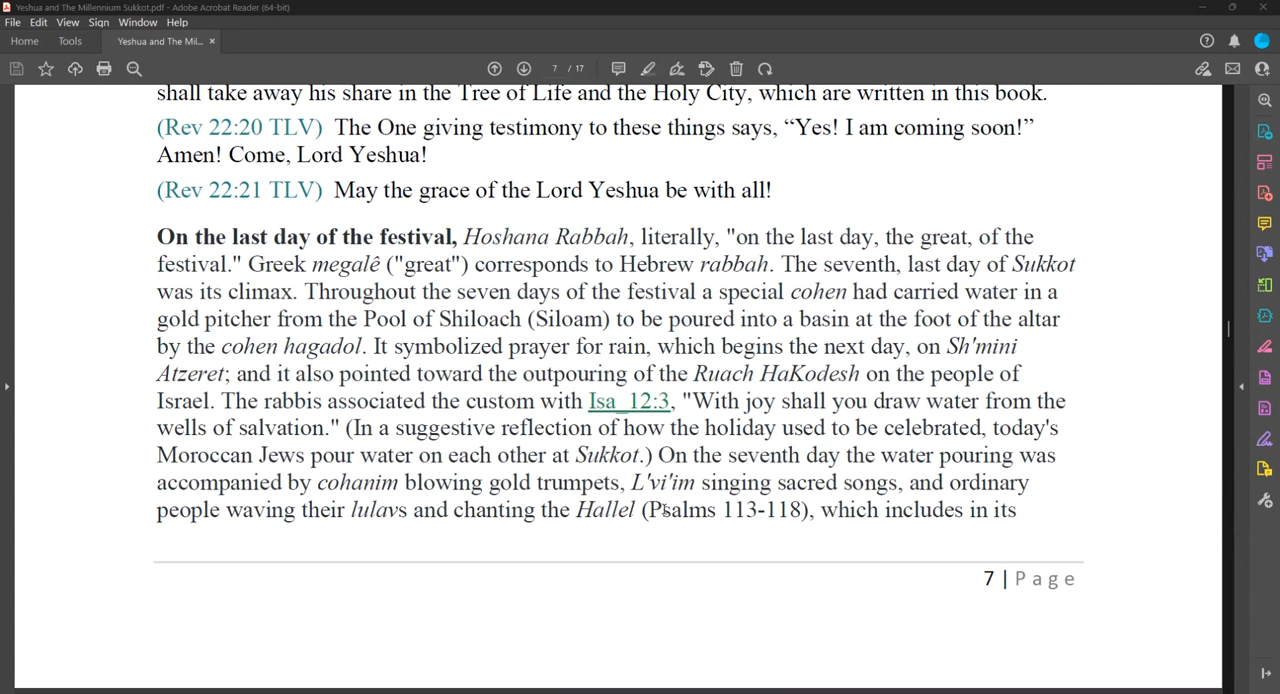 Yeshua and The Millennium Sukkot.pdf - Adobe Acrobat Reader (64-bit)
File Edit View Sign Window Help
Home Tools Yeshua and The Mil... ×
7 / 17
shall take away his share in the Tree of Life and the Holy City, which are written in this book.
(Rev 22:20 TLV) The One giving testimony to these things says, “Yes! I am coming soon!”
Amen! Come, Lord Yeshua!
(Rev 22:21 TLV) May the grace of the Lord Yeshua be with all!
On the last day of the festival, Hoshana Rabbah, literally, "on the last day, the great, of the
festival." Greek megalê ("great") corresponds to Hebrew rabbah. The seventh, last day of Sukkot
was its climax. Throughout the seven days of the festival a special cohen had carried water in a
gold pitcher from the Pool of Shiloach (Siloam) to be poured into a basin at the foot of the altar
by the cohen hagadol. It symbolized prayer for rain, which begins the next day, on Sh'mini
Atzeret; and it also pointed toward the outpouring of the Ruach HaKodesh on the people of
Israel. The rabbis associated the custom with Isa_12:3, "With joy shall you draw water from the
wells of salvation." (In a suggestive reflection of how the holiday used to be celebrated, today's
Moroccan Jews pour water on each other at Sukkot.) On the seventh day the water pouring was
accompanied by cohanim blowing gold trumpets, L'vi'im singing sacred songs, and ordinary
people waving their lulavs and chanting the Hallel (Psalms 113-118), which includes in its
7 | Page